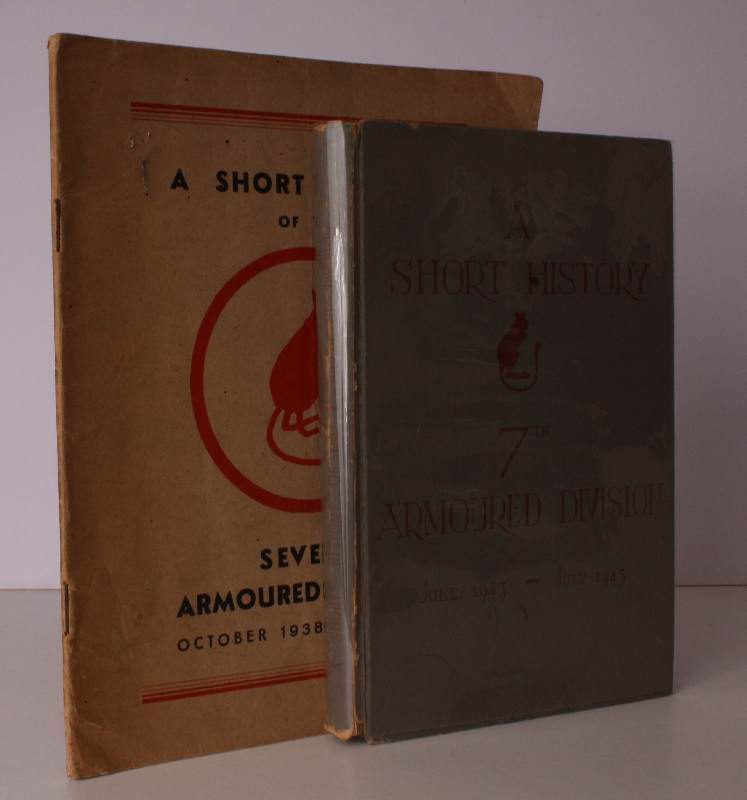 A SHORT
OF
SEVE
ARMOURED
OCTOBER 1938
A
SHORT HISTORY
7TH
ARMOURED DIVISION
JUNE 1943 - JULY 1945